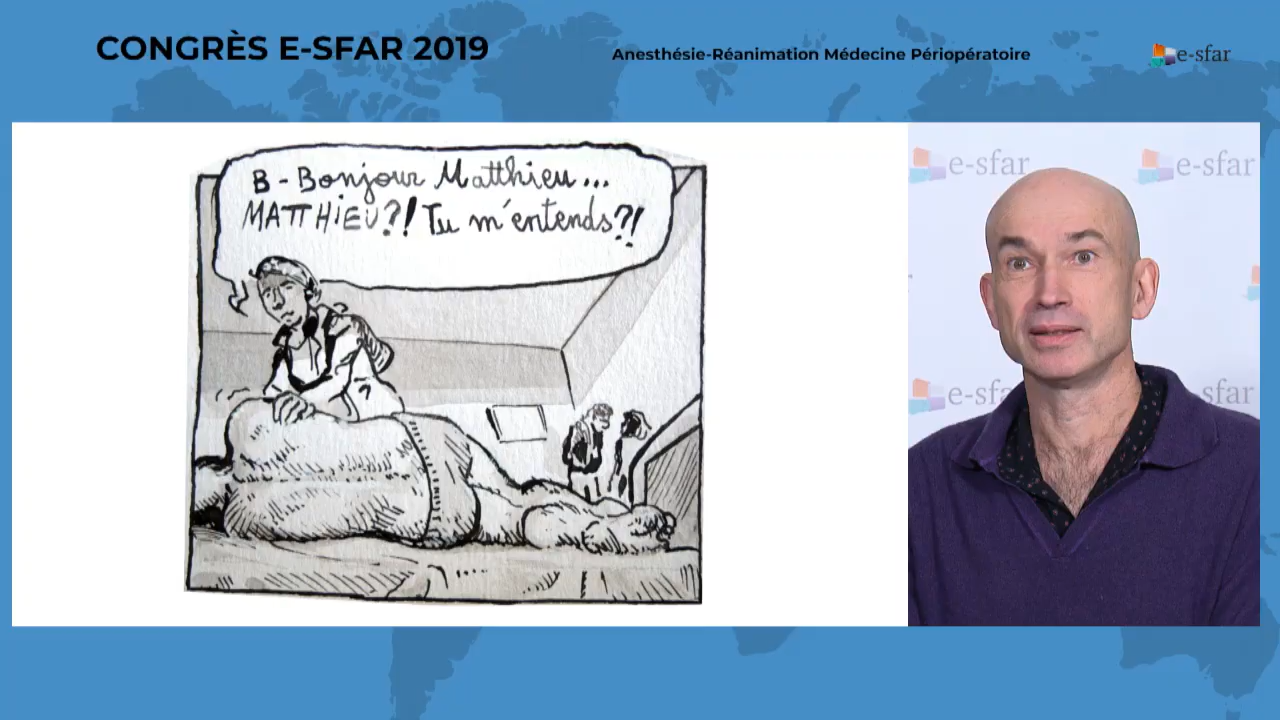 CONGRÈS E-SFAR 2019
Anesthésie-Réanimation Médecine Périopératoire
e-sfar
B - Bonjour Matthieu...
MATTHIEU?! Tu m'entends?!
e-sfar
e-sfar
e-sfar
sfar